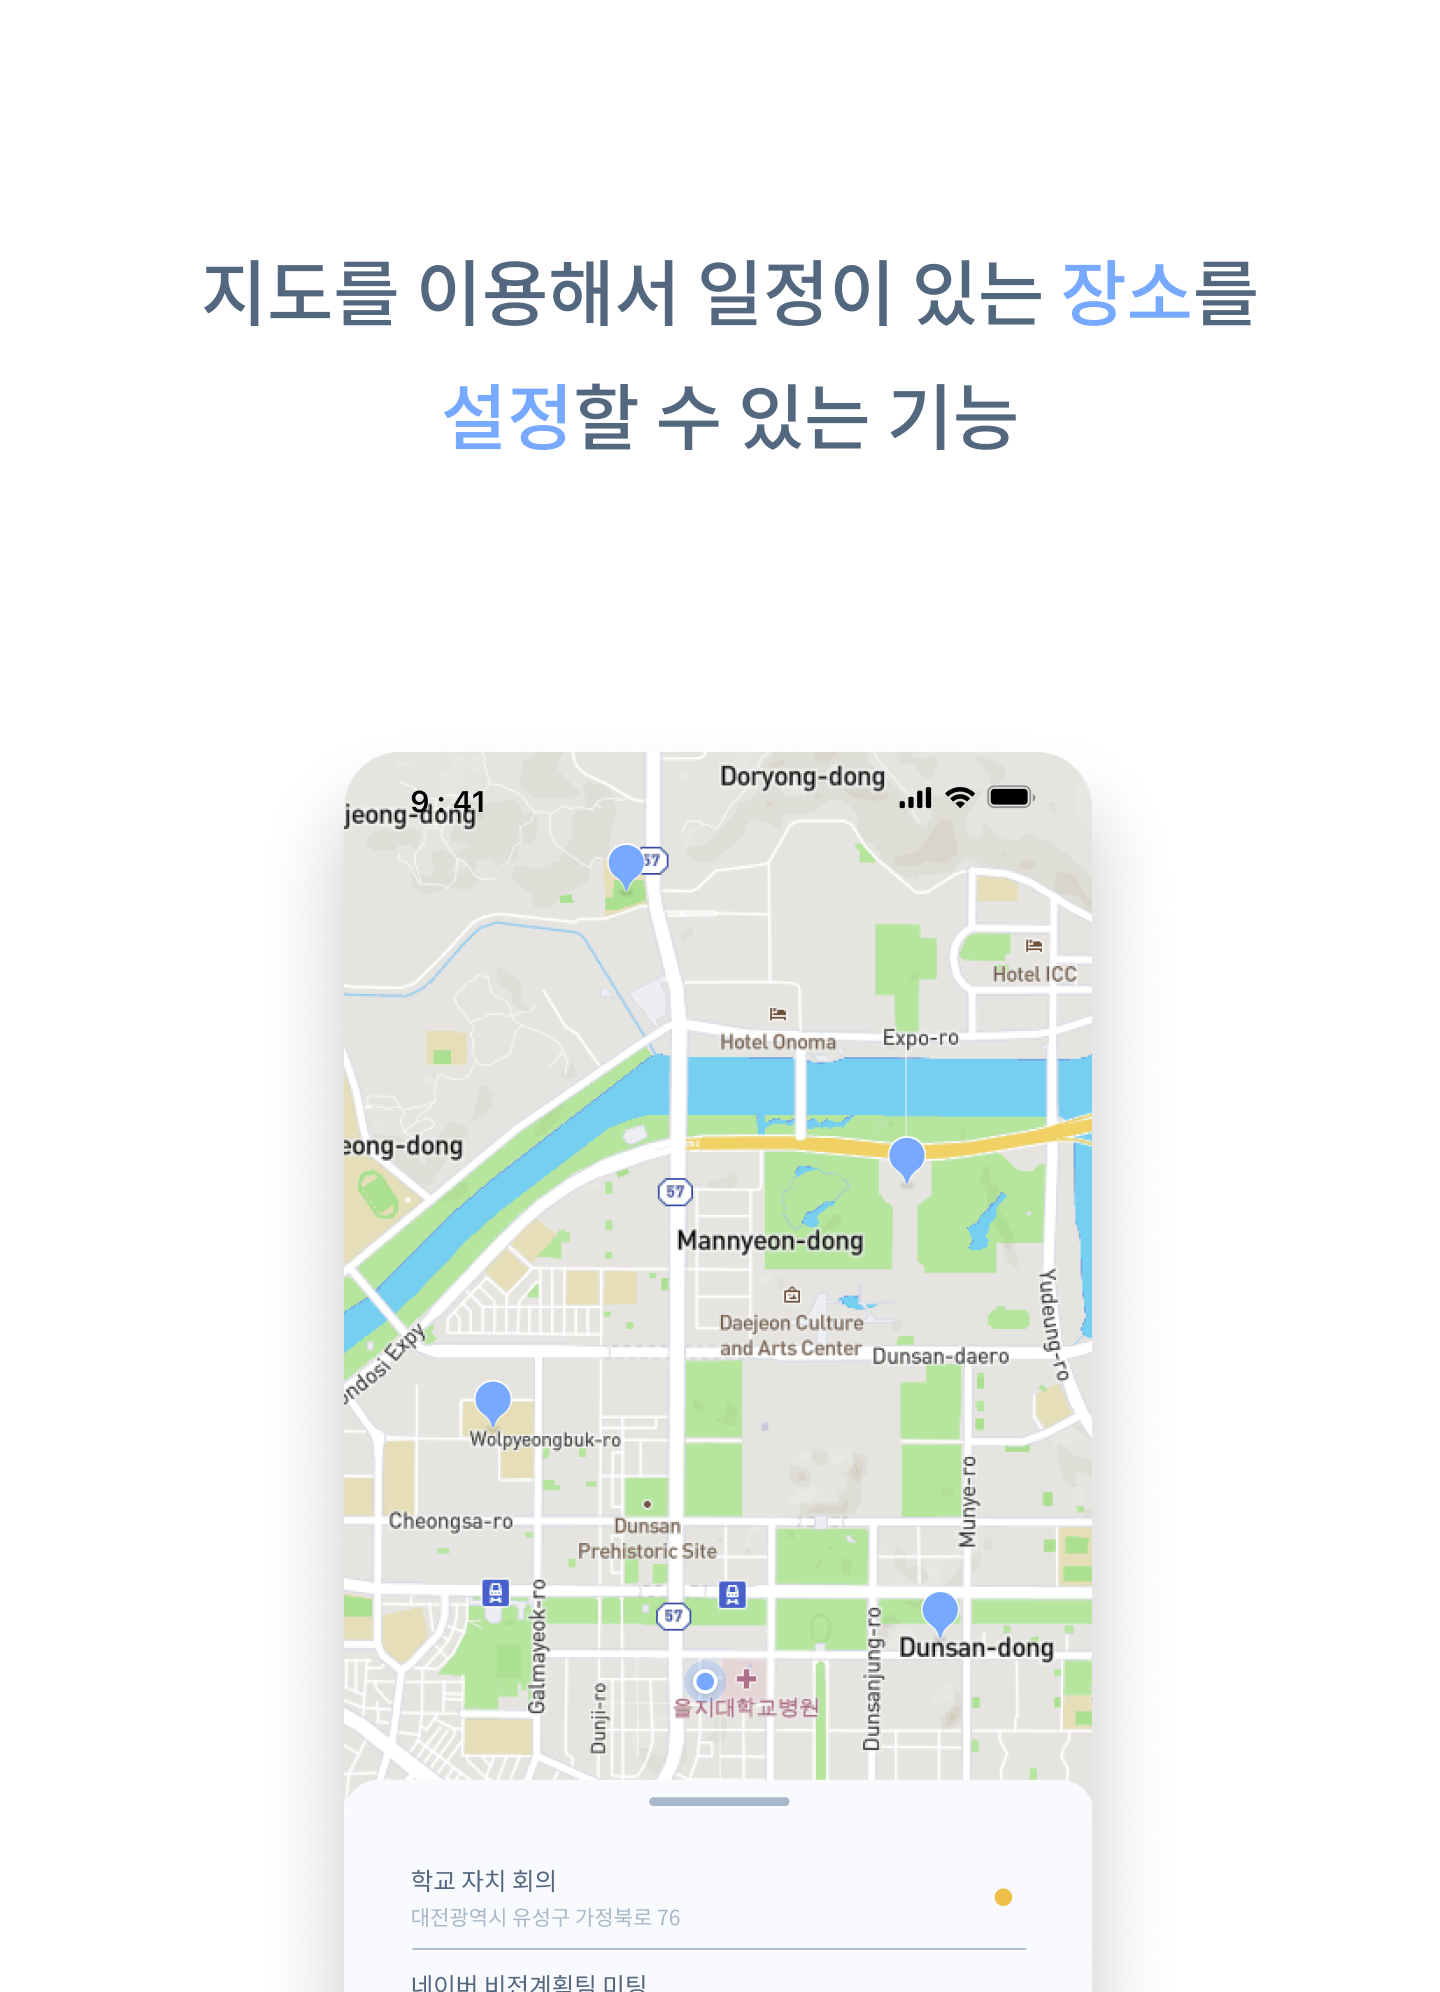 지도를 이용해서 일정이 있는 장소를
설정할 수 있는 기능
Doryong-dong
9:41
jeong-dong
57
Hotel ICC
Hotel Onoma
Expo-ro
eong-dong
57
Mannyeon-dong
Yudeung-ro
Daejeon Culture
and Arts Center
Dunsan-daero
ondosi Expy
Wolpyeongbuk-ro
Munye-ro
Cheongsa-ro
Dunsan
Prehistoric Site
Galmayeok-ro
57
Dunsanjung-ro
Dunsan-dong
Dunji-ro
을지대학교병원
학교 자치 회의
대전광역시 유성구 가정북로 76
네이버 비전계획팀 미팅